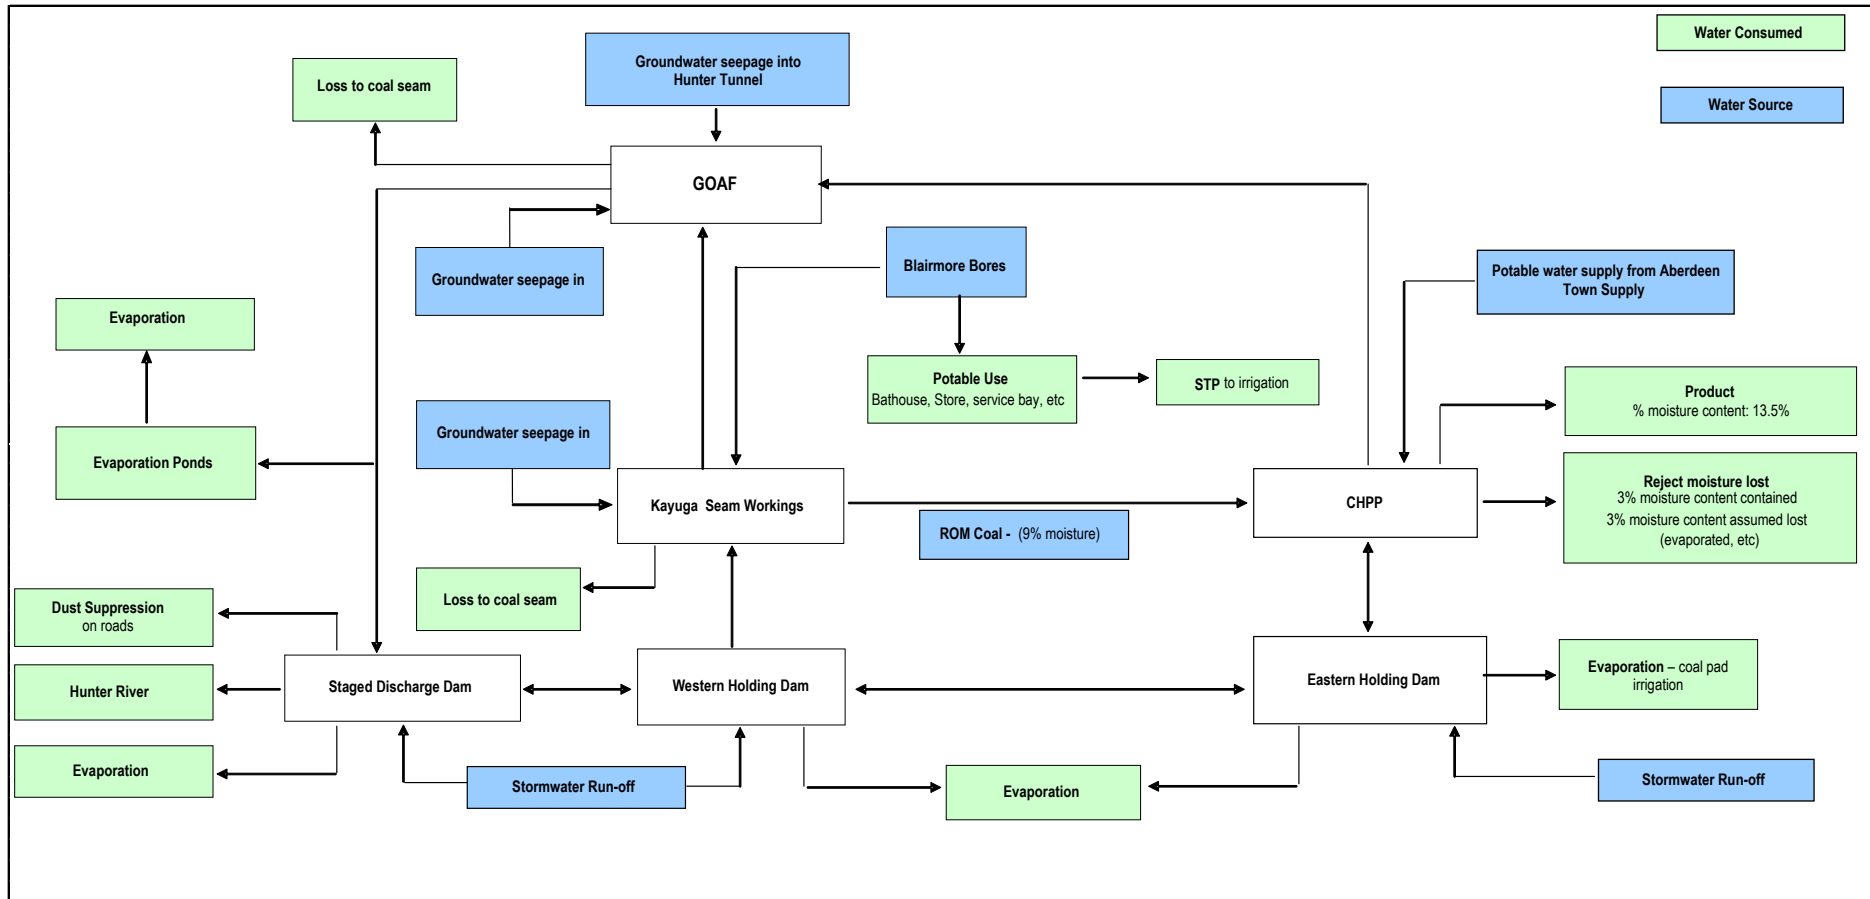 Water Consumed
Groundwater seepage into
Hunter Tunnel
Loss to coal seam
Water Source
GOAF
Blairmore Bores
Groundwater seepage in
Potable water supply from Aberdeen
Town Supply
Evaporation
Potable Use
Bathouse, Store, service bay, etc
STP to irrigation
Product
% moisture content: 13.5%
Groundwater seepage in
Evaporation Ponds
Kayuga Seam Workings
CHPP
Reject moisture lost
3% moisture content contained
3% moisture content assumed lost
(evaporated, etc)
ROM Coal - (9% moisture)
Loss to coal seam
Dust Suppression
on roads
Hunter River
Staged Discharge Dam
Western Holding Dam
Eastern Holding Dam
Evaporation – coal pad
irrigation
Evaporation
Stormwater Run-off
Evaporation
Stormwater Run-off